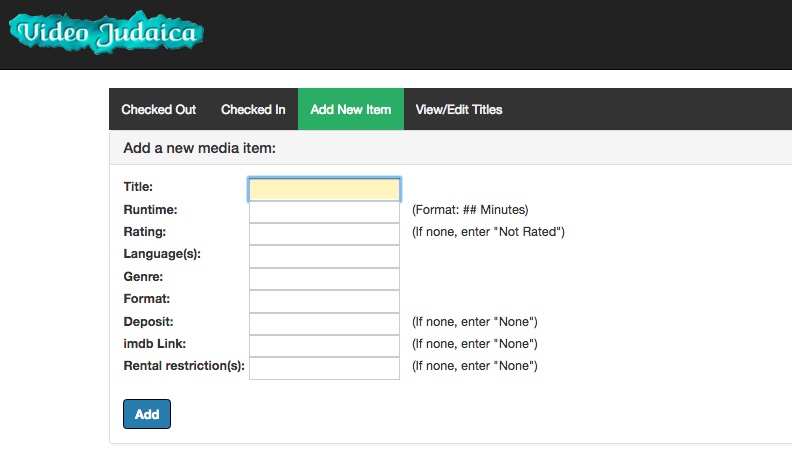 Video Judaica
Checked Out Checked In Add New Item View/Edit Titles
Add a new media item:
Title:
Runtime: (Format: ## Minutes)
Rating: (If none, enter "Not Rated")
Language(s):
Genre:
Format:
Deposit: (If none, enter "None")
imdb Link: (If none, enter "None")
Rental restriction(s): (If none, enter "None")
Add